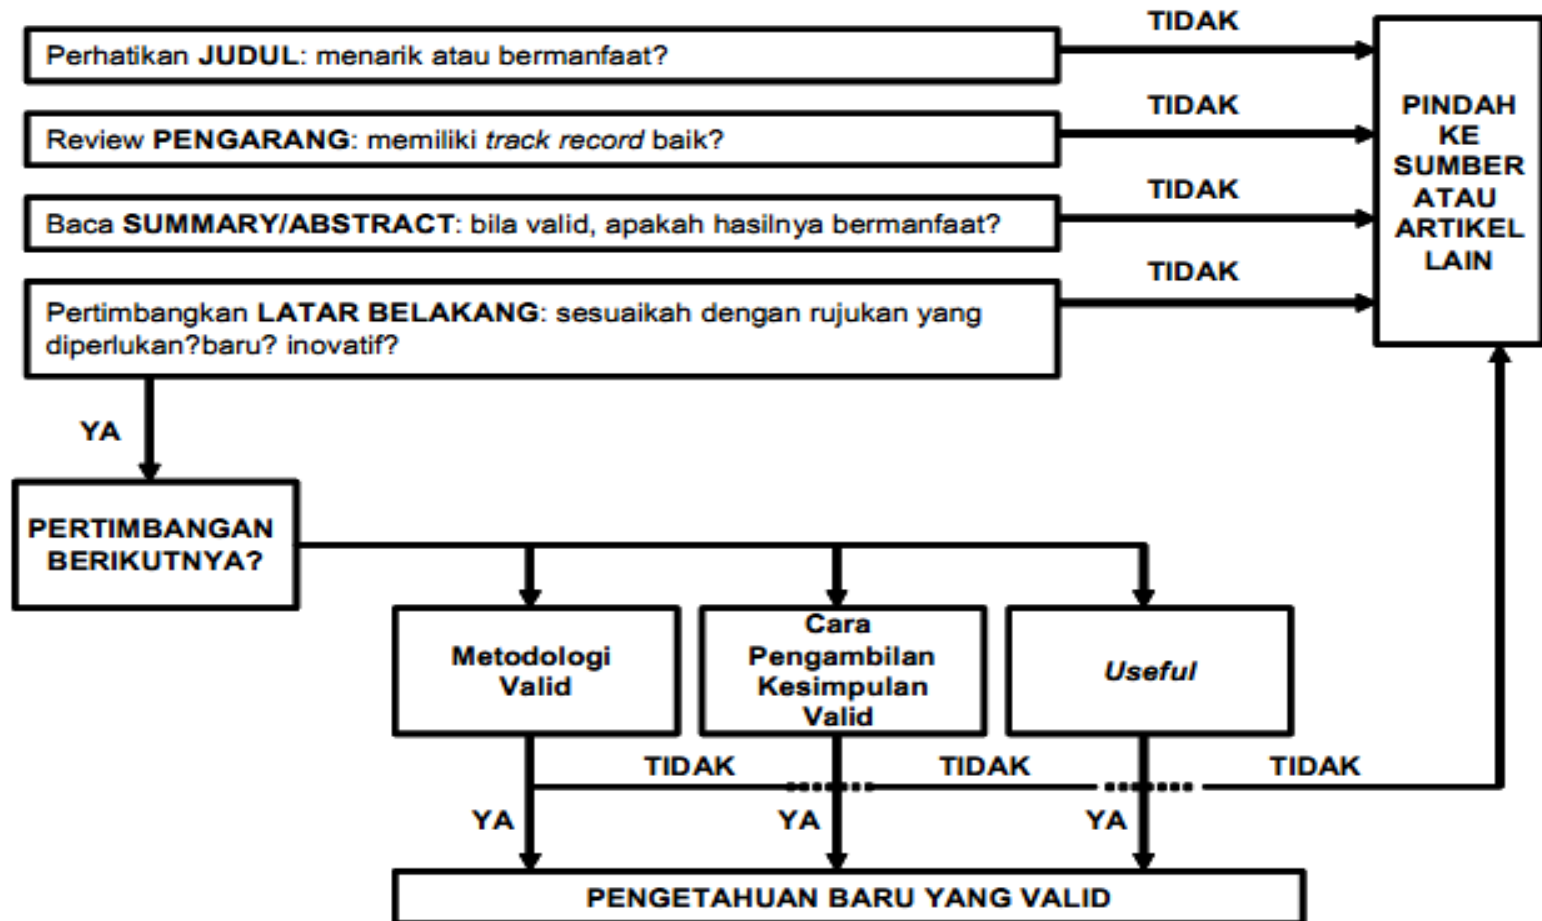 TIDAK
Perhatikan JUDUL: menarik atau bermanfaat?
TIDAK
Review PENGARANG: memiliki track record baik?
TIDAK
Baca SUMMARY/ABSTRACT: bila valid, apakah hasilnya bermanfaat?
TIDAK
Pertimbangkan LATAR BELAKANG: sesuaikah dengan rujukan yang
diperlukan?baru? inovatif?
PINDAH
KE
SUMBER
ATAU
ARTIKEL
LAIN
YA
PERTIMBANGAN
BERIKUTNYA?
Metodologi
Valid
Cara
Pengambilan
Kesimpulan
Valid
Useful
TIDAK
TIDAK
TIDAK
YA
YA
YA
PENGETAHUAN BARU YANG VALID